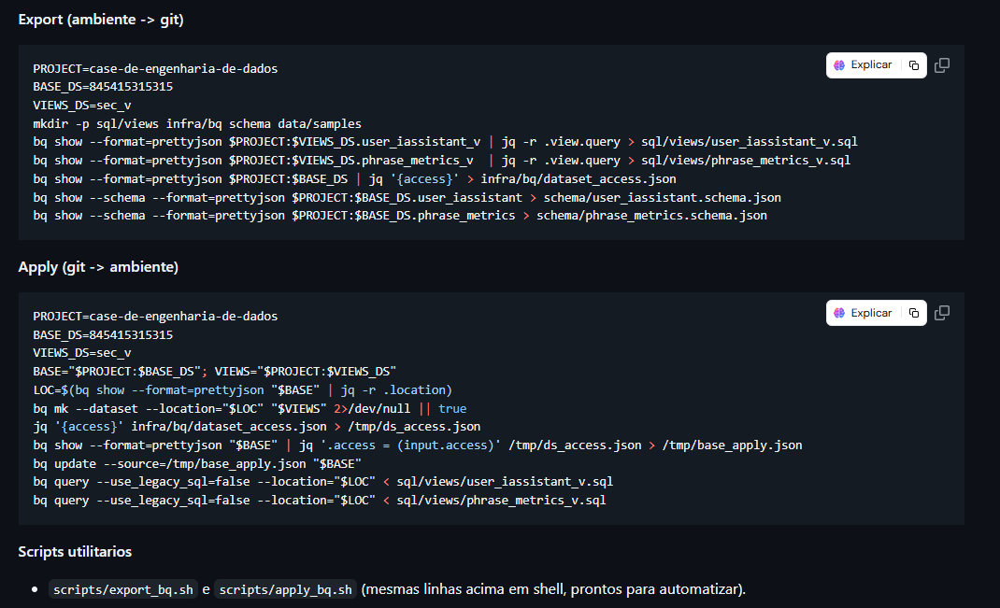 Export (ambiente -> git)
Explicar
PROJECT=case-de-engenharia-de-dados
BASE_DS=845415315315
VIEWS_DS=sec_v
mkdir -p sql/views infra/bq schema data/samples
bq show --format=prettyjson $PROJECT:$VIEWS_DS.user_iassistant_v | jq -r .view.query > sql/views/user_iassistant_v.sql
bq show --format=prettyjson $PROJECT:$VIEWS_DS.phrase_metrics_v  | jq -r .view.query > sql/views/phrase_metrics_v.sql
bq show --format=prettyjson $PROJECT:$BASE_DS | jq '{access}' > infra/bq/dataset_access.json
bq show --schema --format=prettyjson $PROJECT:$BASE_DS.user_iassistant > schema/user_iassistant.schema.json
bq show --schema --format=prettyjson $PROJECT:$BASE_DS.phrase_metrics > schema/phrase_metrics.schema.json
Apply (git -> ambiente)
Explicar
PROJECT=case-de-engenharia-de-dados
BASE_DS=845415315315
VIEWS_DS=sec_v
BASE="$PROJECT:$BASE_DS"; VIEWS="$PROJECT:$VIEWS_DS"
LOC=$(bq show --format=prettyjson "$BASE" | jq -r .location)
bq mk --dataset --location="$LOC" "$VIEWS" 2>/dev/null || true
jq '{access}' infra/bq/dataset_access.json > /tmp/ds_access.json
bq show --format=prettyjson "$BASE" | jq '.access = (input.access)' /tmp/ds_access.json > /tmp/base_apply.json
bq update --source=/tmp/base_apply.json "$BASE"
bq query --use_legacy_sql=false --location="$LOC" < sql/views/user_iassistant_v.sql
bq query --use_legacy_sql=false --location="$LOC" < sql/views/phrase_metrics_v.sql
Scripts utilitarios
• scripts/export_bq.sh e scripts/apply_bq.sh (mesmas linhas acima em shell, prontos para automatizar).